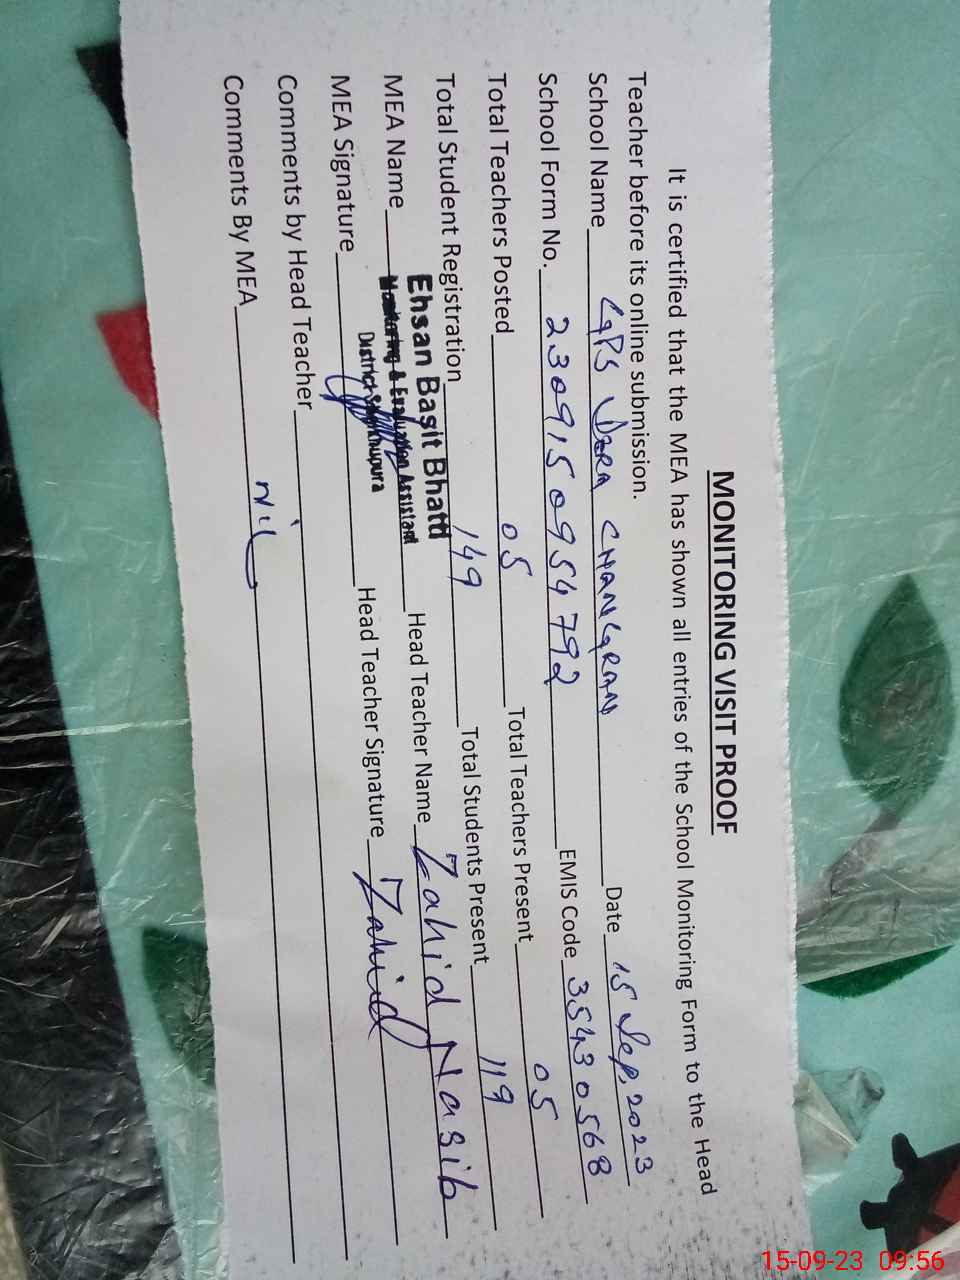 MONITORING VISIT PROOF
It is certified that the MEA has shown all entries of the School Monitoring Form to the Head
Teacher before its online submission.
School Name GPS DERA CHANGRAN Date 15 Sep, 2023
School Form No. 230915 0954792 EMIS Code 35430568
Total Teachers Posted 05 Total Teachers Present 05
Total Student Registration 149 Total Students Present 119
Ehsan Basit Bhatti
MEA Name Monitoring & Evaluation Assistant Head Teacher Name Zahid Nasib
District Sheikhupura
MEA Signature Head Teacher Signature Zahid
Comments by Head Teacher
Comments By MEA Nil
15-09-23 09:56